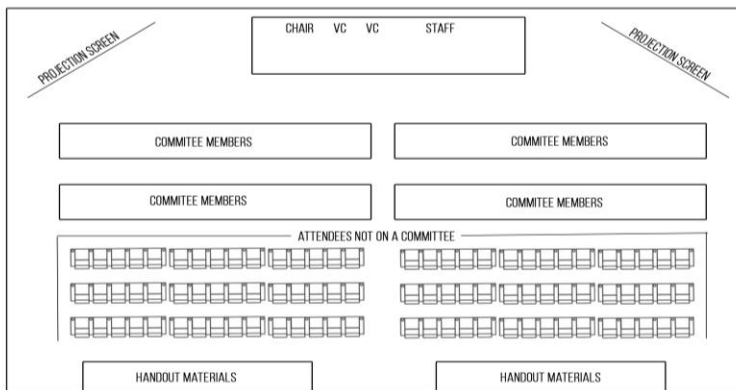 CHAIR VC VC STAFF
PROJECTION SCREEN
PROJECTION SCREEN
COMMITEE MEMBERS
COMMITEE MEMBERS
COMMITEE MEMBERS
COMMITEE MEMBERS
ATTENDEES NOT ON A COMMITTEE
HANDOUT MATERIALS
HANDOUT MATERIALS